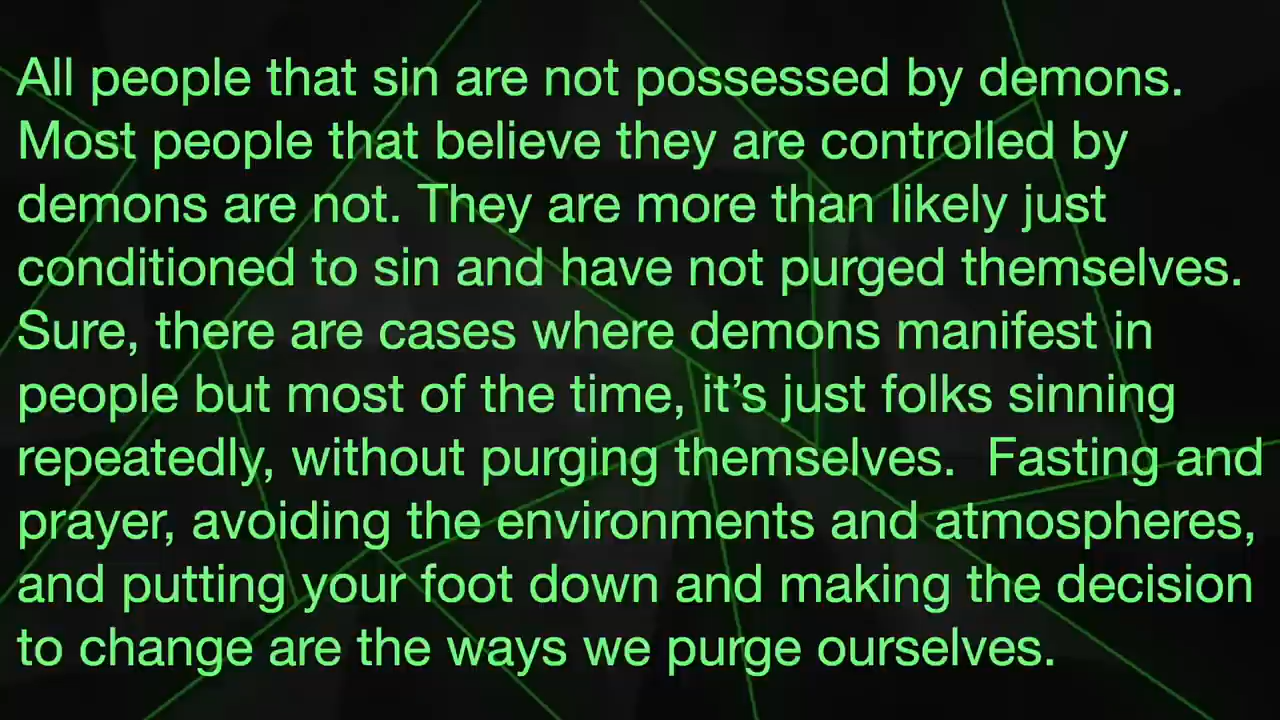 All people that sin are not possessed by demons.
Most people that believe they are controlled by
demons are not. They are more than likely just
conditioned to sin and have not purged themselves.
Sure, there are cases where demons manifest in
people but most of the time, it’s just folks sinning
repeatedly, without purging themselves.  Fasting and
prayer, avoiding the environments and atmospheres,
and putting your foot down and making the decision
to change are the ways we purge ourselves.